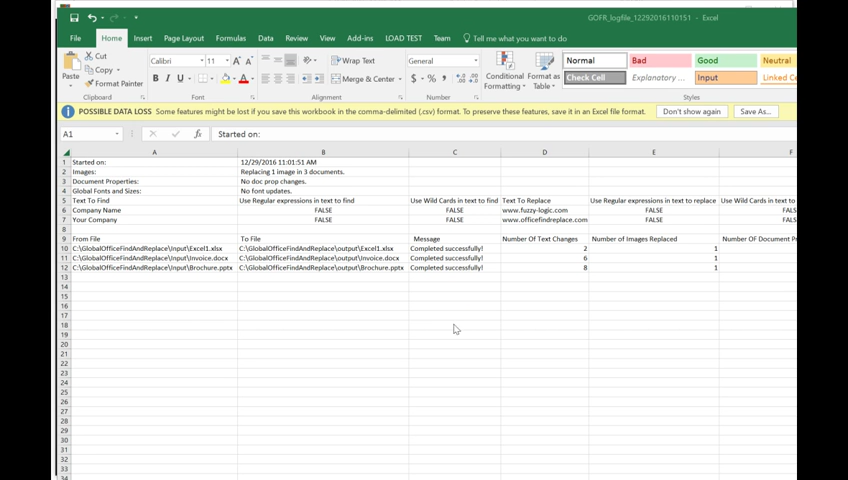 GOFR_logfile_122920161101S1 - Excel
File Home Insert Page Layout Formulas Data Review View Add-ins LOAD TEST Team Tell me what you want to do
Cut
Copy
Format Painter
Paste
Clipboard
Calibri 11
B I U
Font
Wrap Text
Merge & Center
Alignment
General
$ % ,
Number
Conditional Formatting
Format as Table
Normal Bad Good Neutral
Check Cell Explanatory ... Input Linked Ce
Styles
POSSIBLE DATA LOSS Some features might be lost if you save this workbook in the comma-delimited (.csv) format. To preserve these features, save it in an Excel file format. Don't show again Save As...
A1 fx Started on:
A B C D E F
1 Started on: 12/29/2016 11:01:51 AM
2 Images: Replacing 1 image in 3 documents.
3 Document Properties: No doc prop changes.
4 Global Fonts and Sizes: No font updates.
5 Text To Find Use Regular expressions in text to find Use Wild Cards in text to find Text To Replace Use Regular expressions in text to replace Use Wild Cards in text to
6 Company Name FALSE FALSE www.fuzzy-logic.com FALSE FALSE
7 Your Company FALSE FALSE www.officefindreplace.com FALSE FALSE
8
9 From File To File Message Number Of Text Changes Number of Images Replaced Number OF Document Pr
10 C:\GlobalOfficeFindAndReplace\Input\Excel1.xlsx C:\GlobalOfficeFindAndReplace\output\Excel1.xlsx Completed successfully! 2 1
11 C:\GlobalOfficeFindAndReplace\Input\Invoice.docx C:\GlobalOfficeFindAndReplace\output\Invoice.docx Completed successfully! 6 1
12 C:\GlobalOfficeFindAndReplace\Input\Brochure.pptx C:\GlobalOfficeFindAndReplace\output\Brochure.pptx Completed successfully! 8 1
13
14
15
16
17
18
19
20
21
22
23
24
25
26
27
28
29
30
31
32
33
34